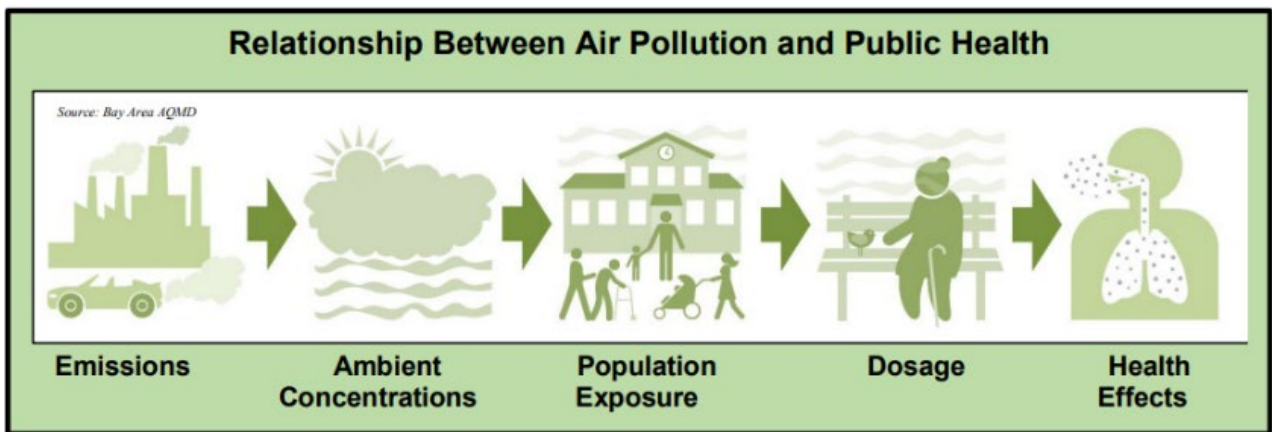 Relationship Between Air Pollution and Public Health
Source: Bay Area AQMD
Emissions
Ambient
Concentrations
Population
Exposure
Dosage
Health
Effects